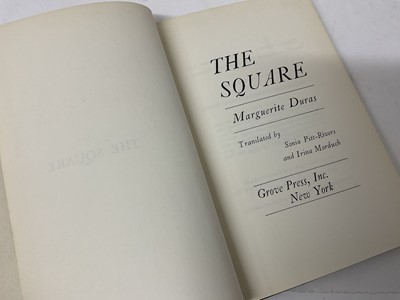 THE
SQUARE
Marguerite Duras
Translated by
Sonia Pitt-Rivers
and Irina Morduch
Grove Press, Inc.
New York